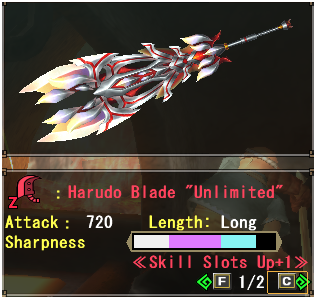 Z : Harudo Blade "Unlimited"
Attack : 720 Length: Long
Sharpness
≪Skill Slots Up+1≫
F 1/2 C